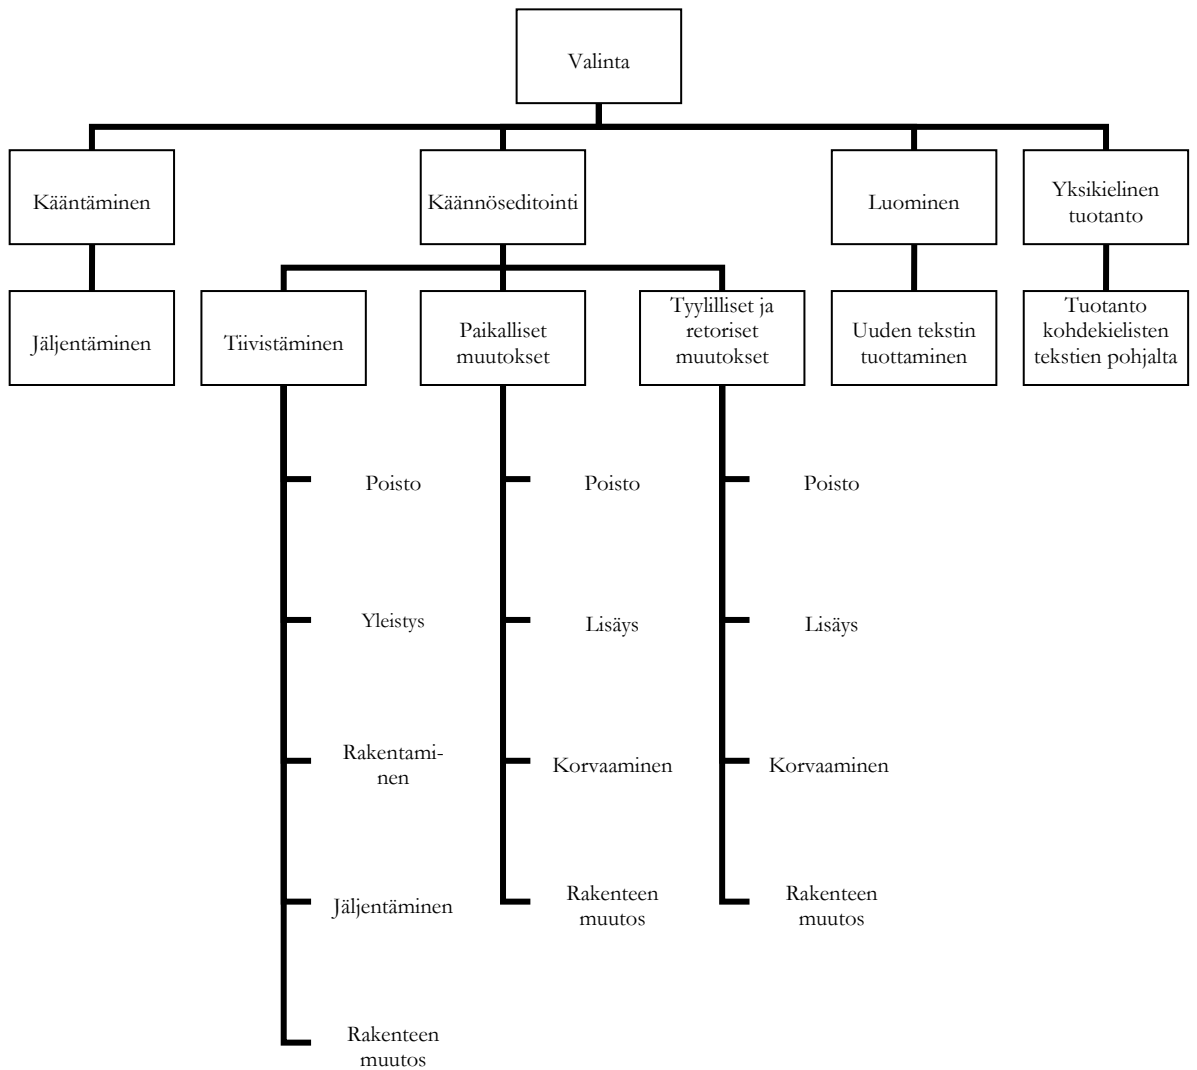 Valinta
Kääntäminen
Käännöseditointi
Luominen
Yksikielinen
tuotanto
Jäljentäminen
Tiivistäminen
Paikalliset
muutokset
Tyylilliset ja
retoriset
muutokset
Uuden tekstin
tuottaminen
Tuotanto
kohdekielisten
tekstien pohjalta
Poisto
Poisto
Poisto
Yleistys
Lisäys
Lisäys
Rakentami-
nen
Korvaaminen
Korvaaminen
Jäljentäminen
Rakenteen
muutos
Rakenteen
muutos
Rakenteen
muutos